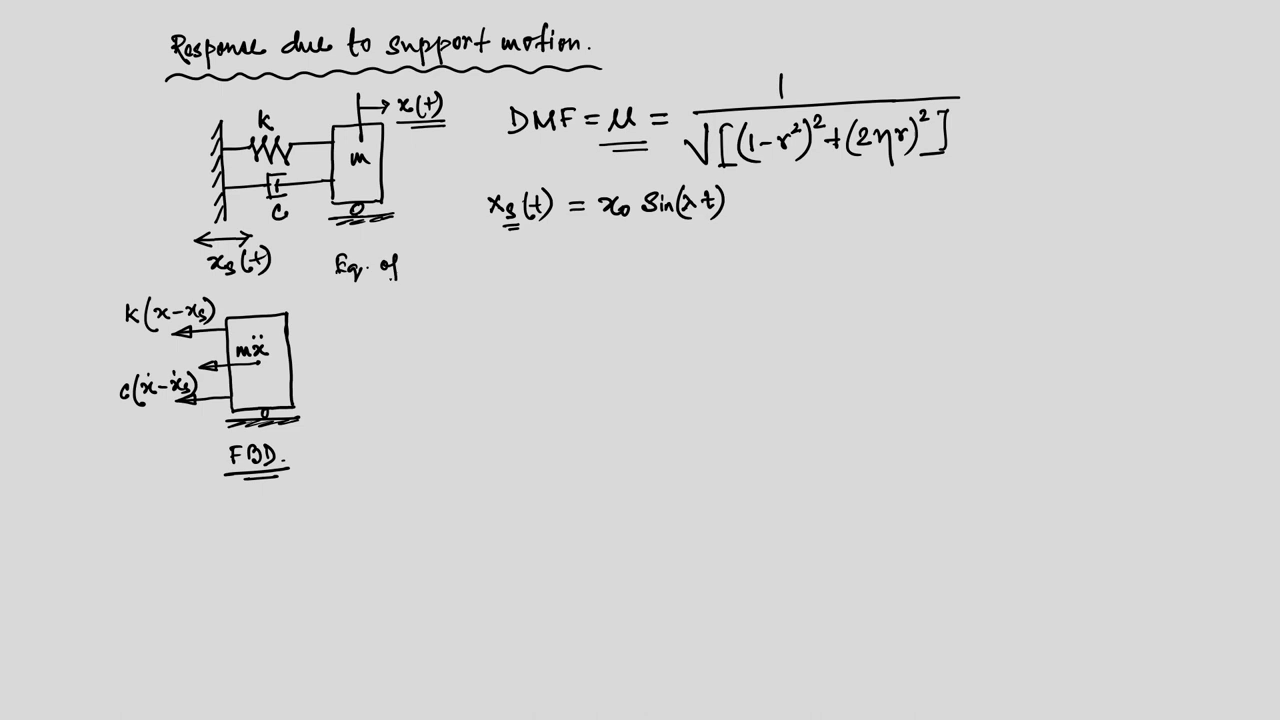 Response due to support motion.
x(t)
k
m
c
xₛ(t)
DMF = μ = 1 / √[(1-r²)²+(2ηr)²]
xₛ(t) = x₀ Sin(λt)
Eq. of
k(x-xₛ)
mẍ
c(ẋ-ẋₛ)
FBD.